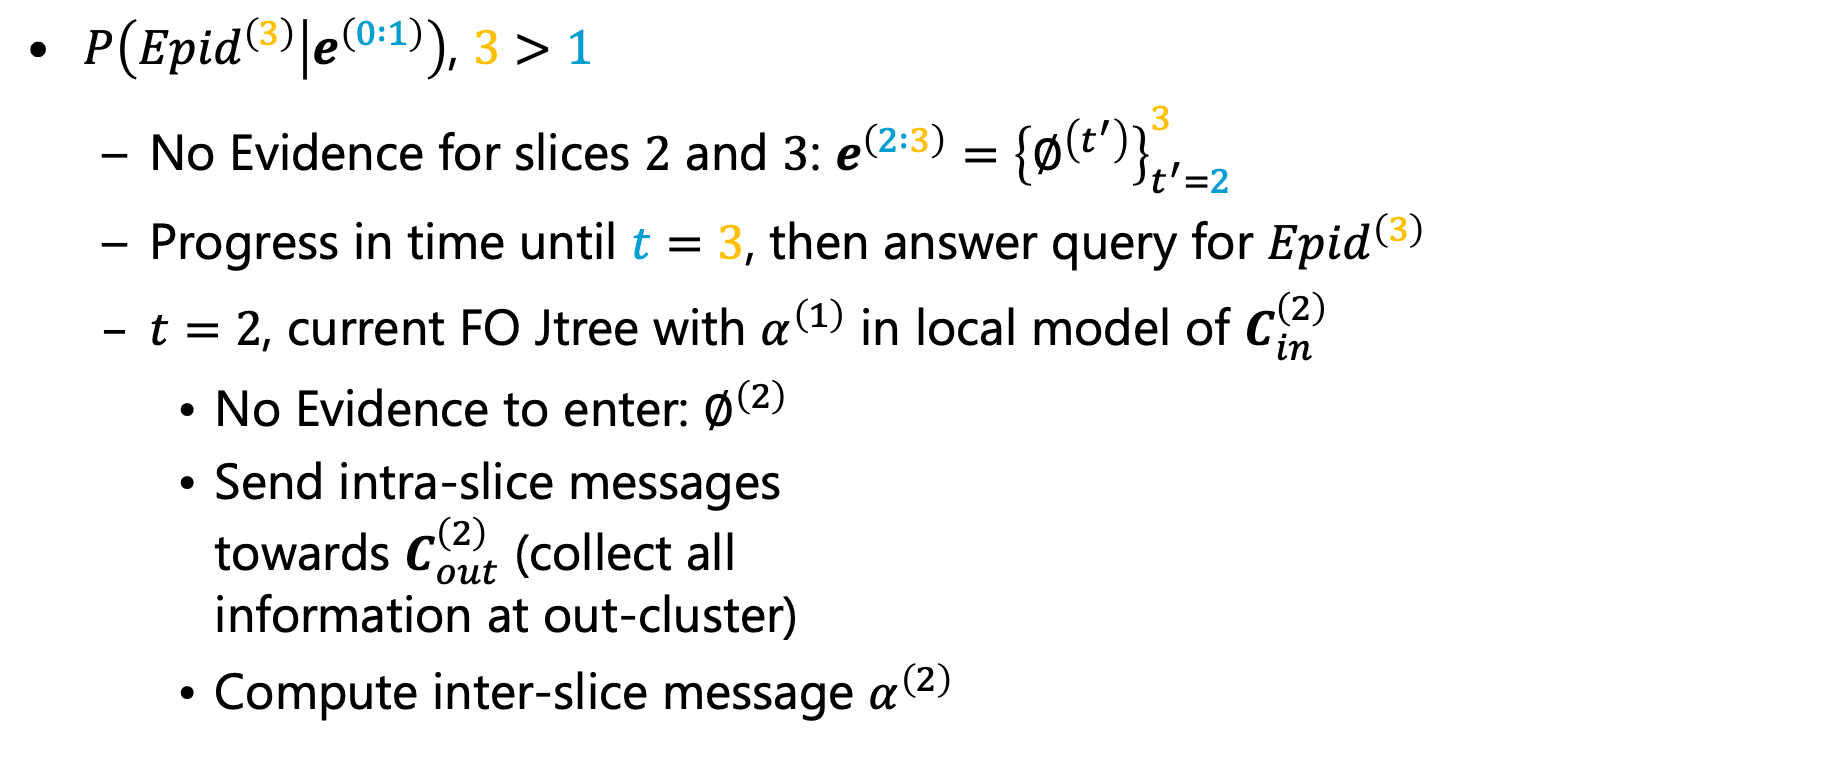 • P(Epid^(3)|e^(0:1)), 3 > 1
– No Evidence for slices 2 and 3: e^(2:3) = {∅^(t′)}^3_{t′=2}
– Progress in time until t = 3, then answer query for Epid^(3)
– t = 2, current FO Jtree with α^(1) in local model of C_in^(2)
• No Evidence to enter: ∅^(2)
• Send intra-slice messages
towards C_out^(2) (collect all
information at out-cluster)
• Compute inter-slice message α^(2)